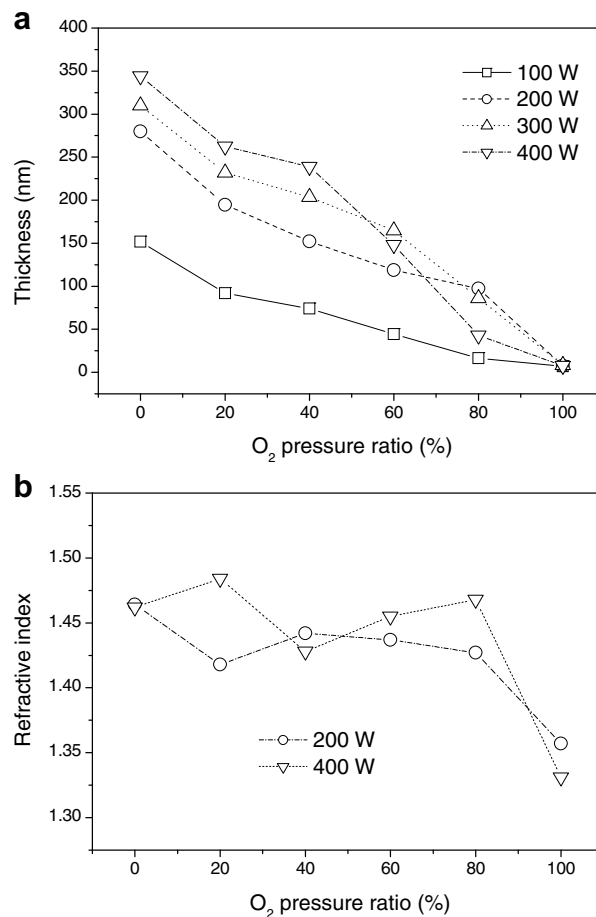 a
400
350
300
250
200
150
100
50
0
Thickness (nm)
100 W
200 W
300 W
400 W
0 20 40 60 80 100
O₂ pressure ratio (%)
b
1.55
1.50
1.45
1.40
1.35
1.30
Refractive index
200 W
400 W
0 20 40 60 80 100
O₂ pressure ratio (%)